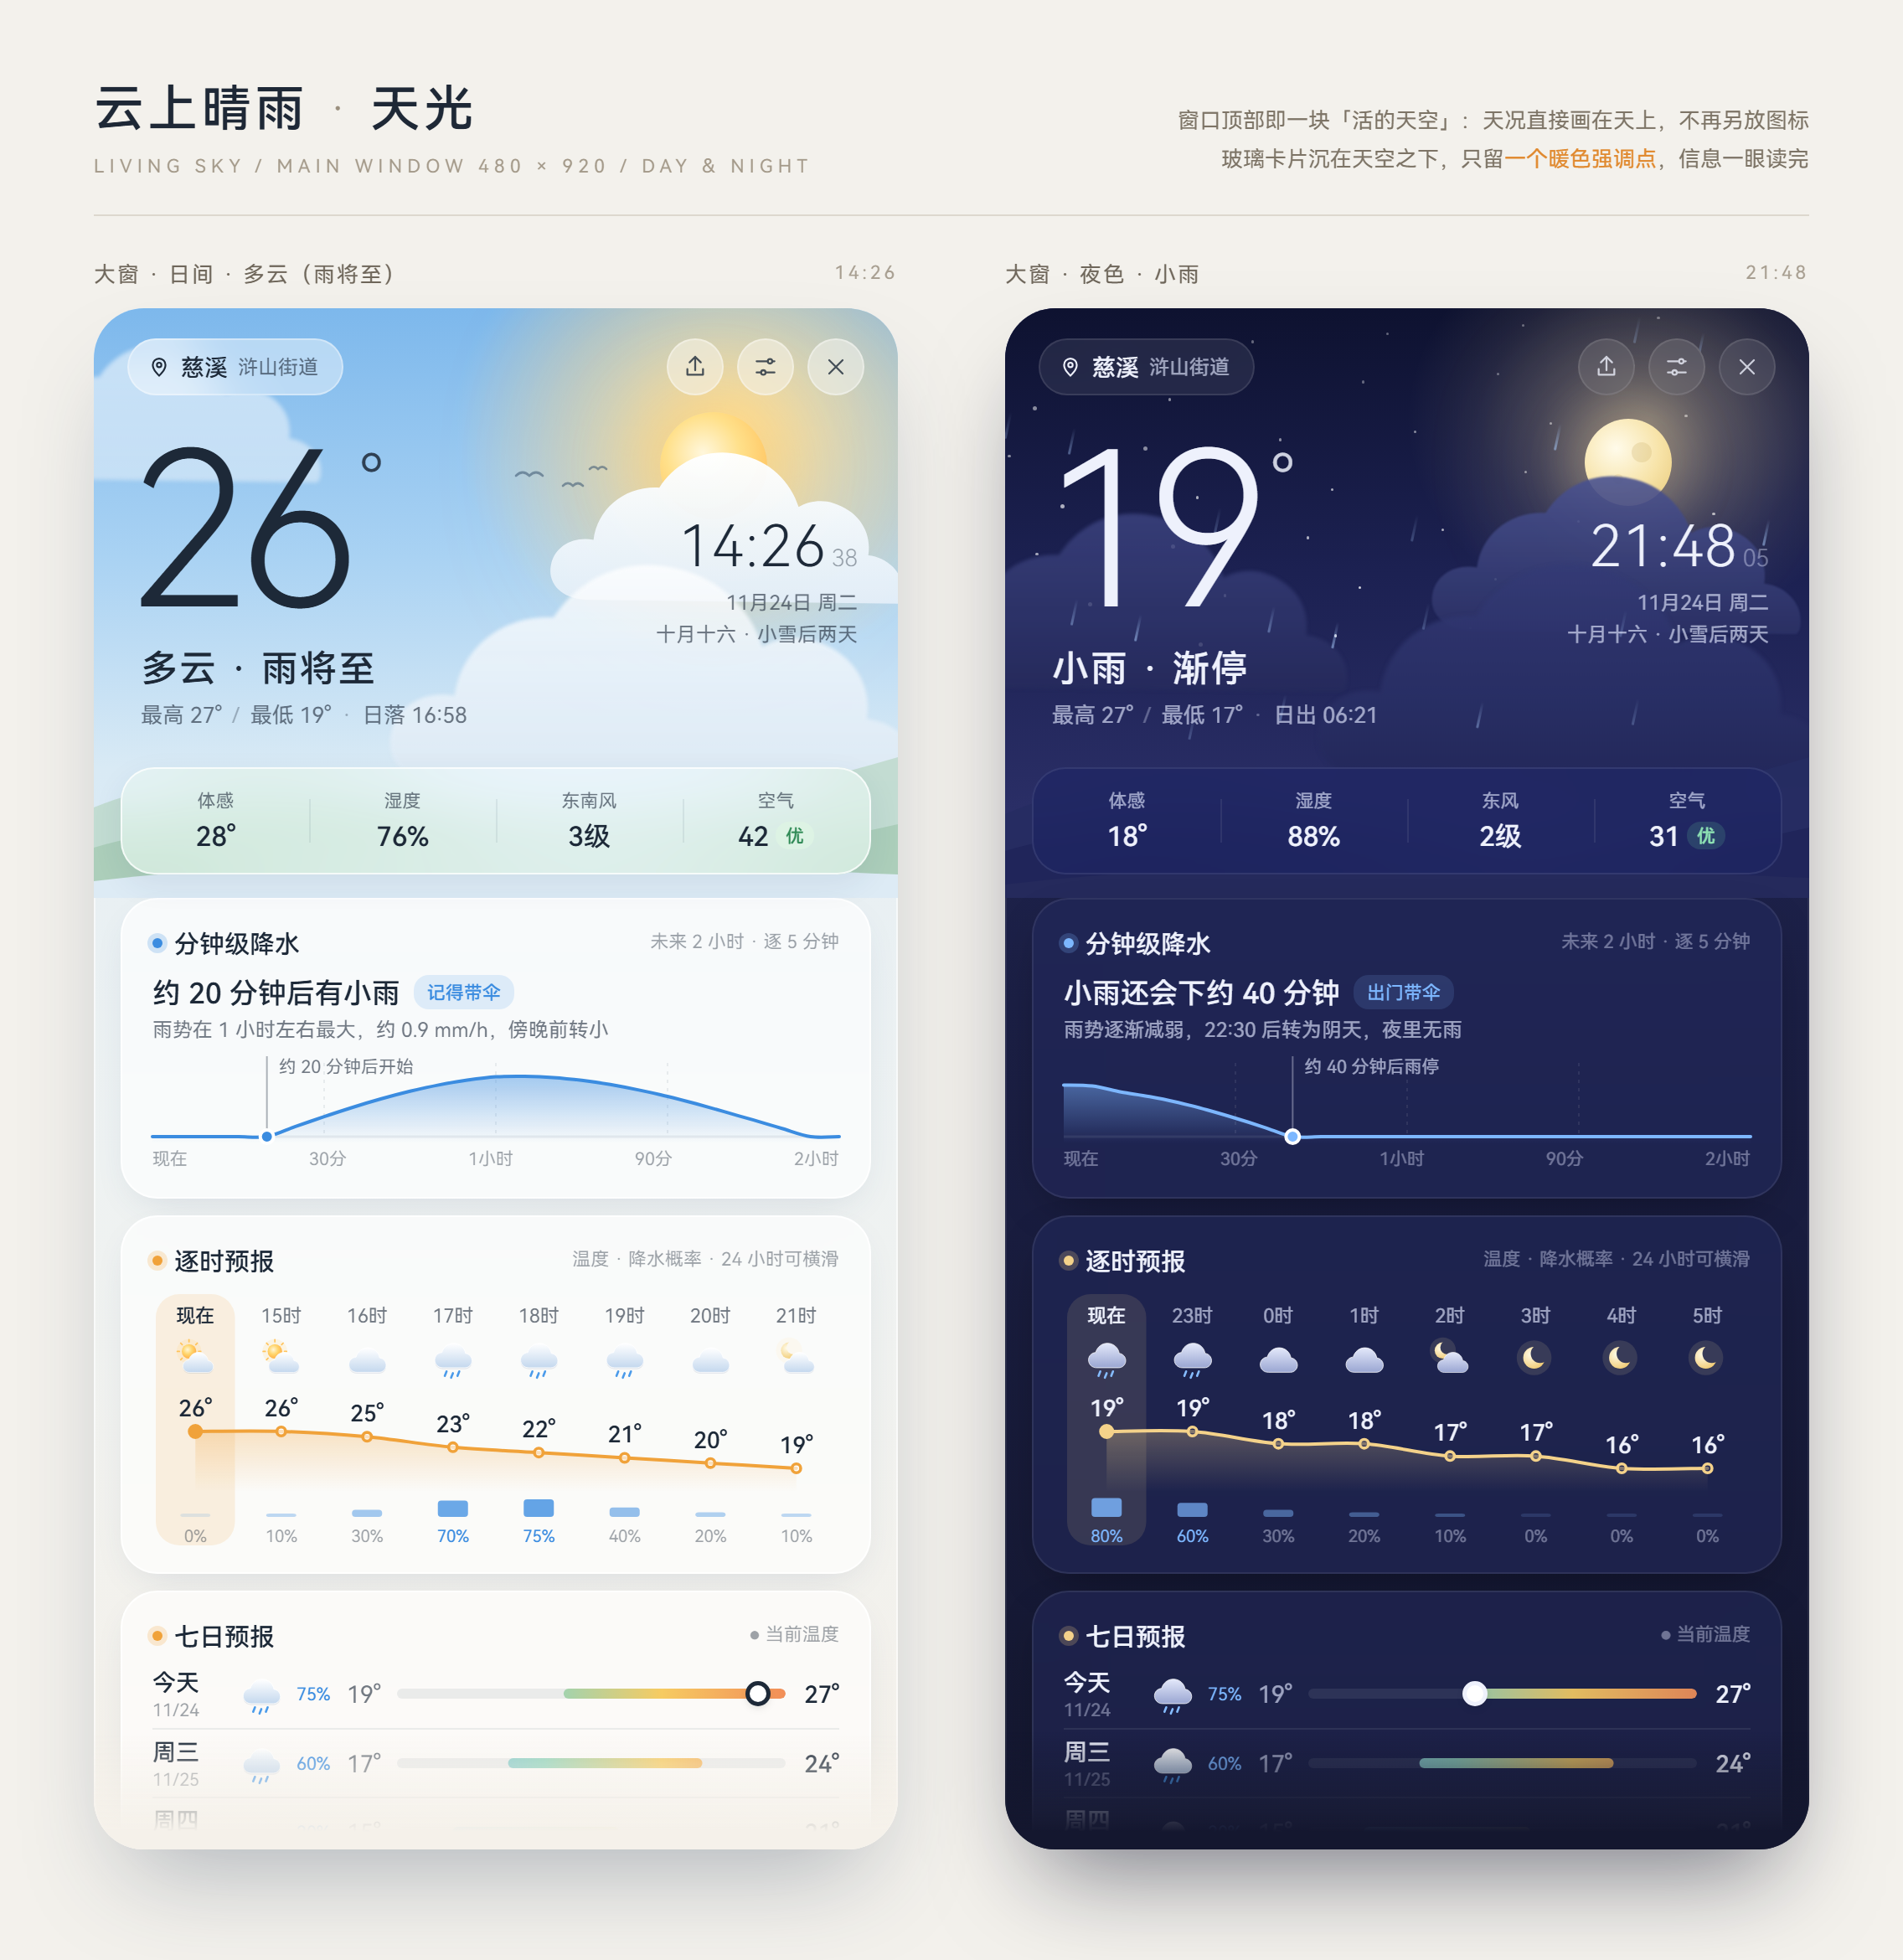 云上晴雨 · 天光
LIVING SKY / MAIN WINDOW 480 × 920 / DAY & NIGHT
窗口顶部即一块「活的天空」：天况直接画在天上，不再另放图标
玻璃卡片沉在天空之下，只留一个暖色强调点，信息一眼读完
大窗 · 日间 · 多云（雨将至）
14:26
慈溪 浒山街道
26°
14:26 38
11月24日 周二
十月十六 · 小雪后两天
多云 · 雨将至
最高 27° / 最低 19° · 日落 16:58
体感 湿度 东南风 空气
28° 76% 3级 42 优
分钟级降水
未来 2 小时 · 逐 5 分钟
约 20 分钟后有小雨 记得带伞
雨势在 1 小时左右最大，约 0.9 mm/h，傍晚前转小
约 20 分钟后开始
现在 30分 1小时 90分 2小时
逐时预报
温度 · 降水概率 · 24 小时可横滑
现在 15时 16时 17时 18时 19时 20时 21时
26° 26° 25° 23° 22° 21° 20° 19°
0% 10% 30% 70% 75% 40% 20% 10%
七日预报
当前温度
今天 75% 19° 27°
11/24
周三 60% 17° 24°
11/25
周四
大窗 · 夜色 · 小雨
21:48
慈溪 浒山街道
19°
21:48 05
11月24日 周二
十月十六 · 小雪后两天
小雨 · 渐停
最高 27° / 最低 17° · 日出 06:21
体感 湿度 东风 空气
18° 88% 2级 31 优
分钟级降水
未来 2 小时 · 逐 5 分钟
小雨还会下约 40 分钟 出门带伞
雨势逐渐减弱，22:30 后转为阴天，夜里无雨
约 40 分钟后雨停
现在 30分 1小时 90分 2小时
逐时预报
温度 · 降水概率 · 24 小时可横滑
现在 23时 0时 1时 2时 3时 4时 5时
19° 19° 18° 18° 17° 17° 16° 16°
80% 60% 30% 20% 10% 0% 0% 0%
七日预报
当前温度
今天 75% 19° 27°
11/24
周三 60% 17° 24°
11/25
周四